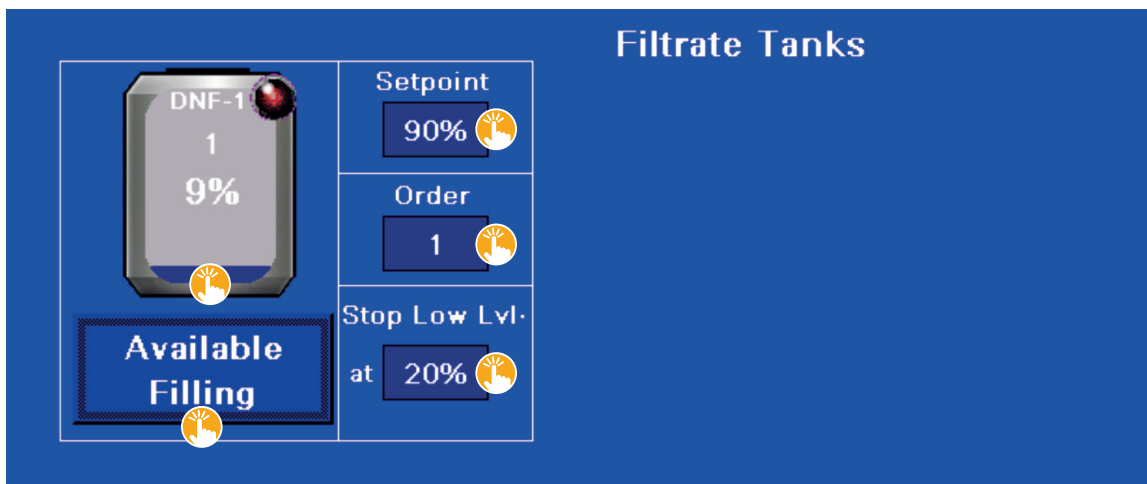 Filtrate Tanks
DNF-1
1
9%
Available
Filling
Setpoint
90%
Order
1
Stop Low Lvl.
at 20%